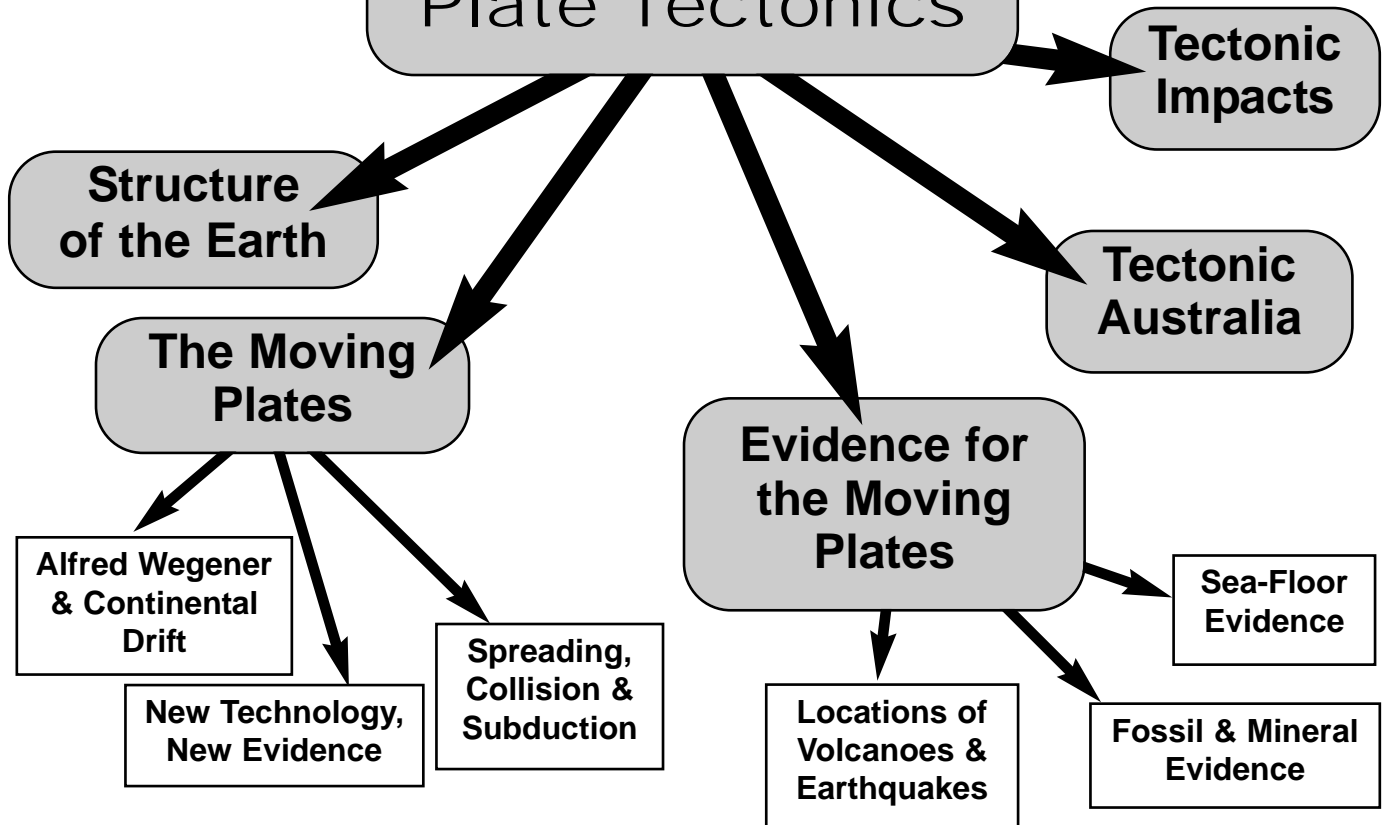 Plate Tectonics
Tectonic
Impacts
Structure
of the Earth
Tectonic
Australia
The Moving
Plates
Evidence for
the Moving
Plates
Alfred Wegener
& Continental
Drift
New Technology,
New Evidence
Spreading,
Collision &
Subduction
Locations of
Volcanoes &
Earthquakes
Sea-Floor
Evidence
Fossil & Mineral
Evidence